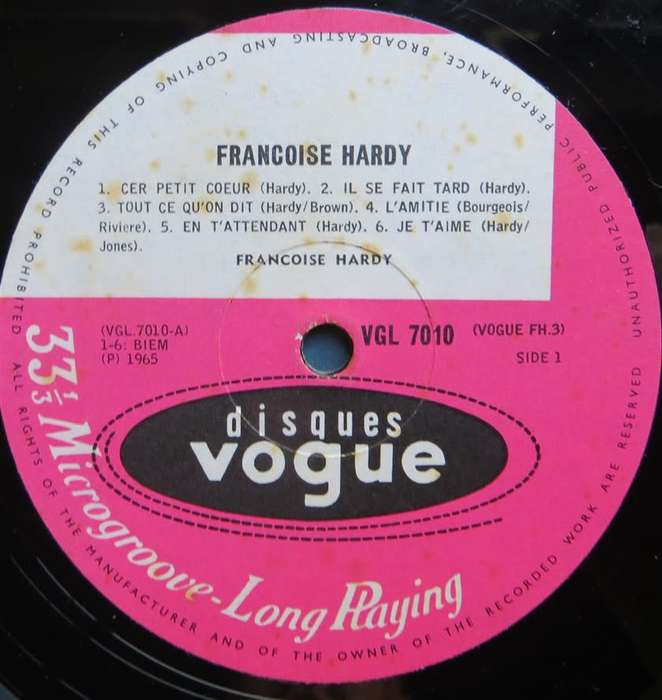 FRANCOISE HARDY
1. CER PETIT COEUR (Hardy). 2. IL SE FAIT TARD (Hardy).
3. TOUT CE QU'ON DIT (Hardy/Brown). 4. L'AMITIE (Bourgeois/
Riviere). 5. EN T'ATTENDANT (Hardy). 6. JE T'AIME (Hardy/
Jones).
FRANCOISE HARDY
(VGL.7010-A)
1-6: BIEM
(P) 1965
VGL 7010 (VOGUE FH.3)
SIDE 1
disques
vogue
33 1/3 Microgroove-Long Playing
ALL RIGHTS OF THE MANUFACTURER AND OF THE OWNER OF THE RECORDED WORK ARE RESERVED UNAUTHORIZED PUBLIC PERFORMANCE, BROADCASTING AND COPYING OF THIS RECORD PROHIBITED